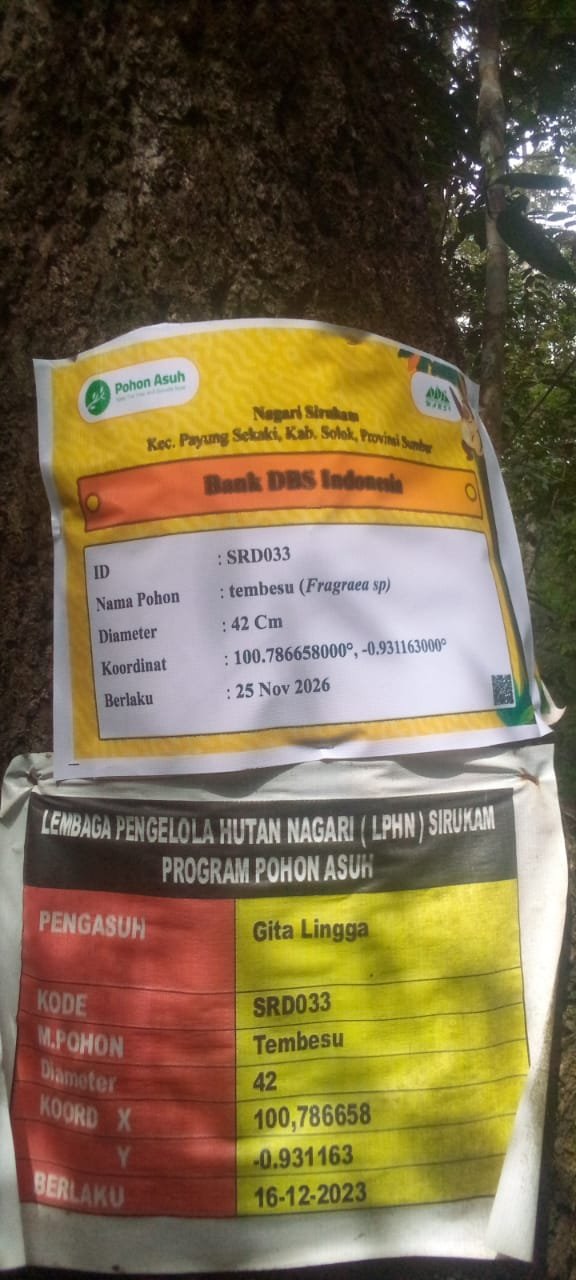 Pohon Asuh
Nagari Sirukam
Kec. Payung Sekaki, Kab. Solok, Provinsi Sumbar
Bank DBS Indonesia
ID : SRD033
Nama Pohon : tembesu (Fragraea sp)
Diameter : 42 Cm
Koordinat : 100.786658000°, -0.931163000°
Berlaku : 25 Nov 2026
LEMBAGA PENGELOLA HUTAN NAGARI ( LPHN ) SIRUKAM
PROGRAM POHON ASUH
PENGASUH Gita Lingga
KODE SRD033
M.POHON Tembesu
Diameter 42
KOORD X 100,786658
Y -0.931163
BERLAKU 16-12-2023